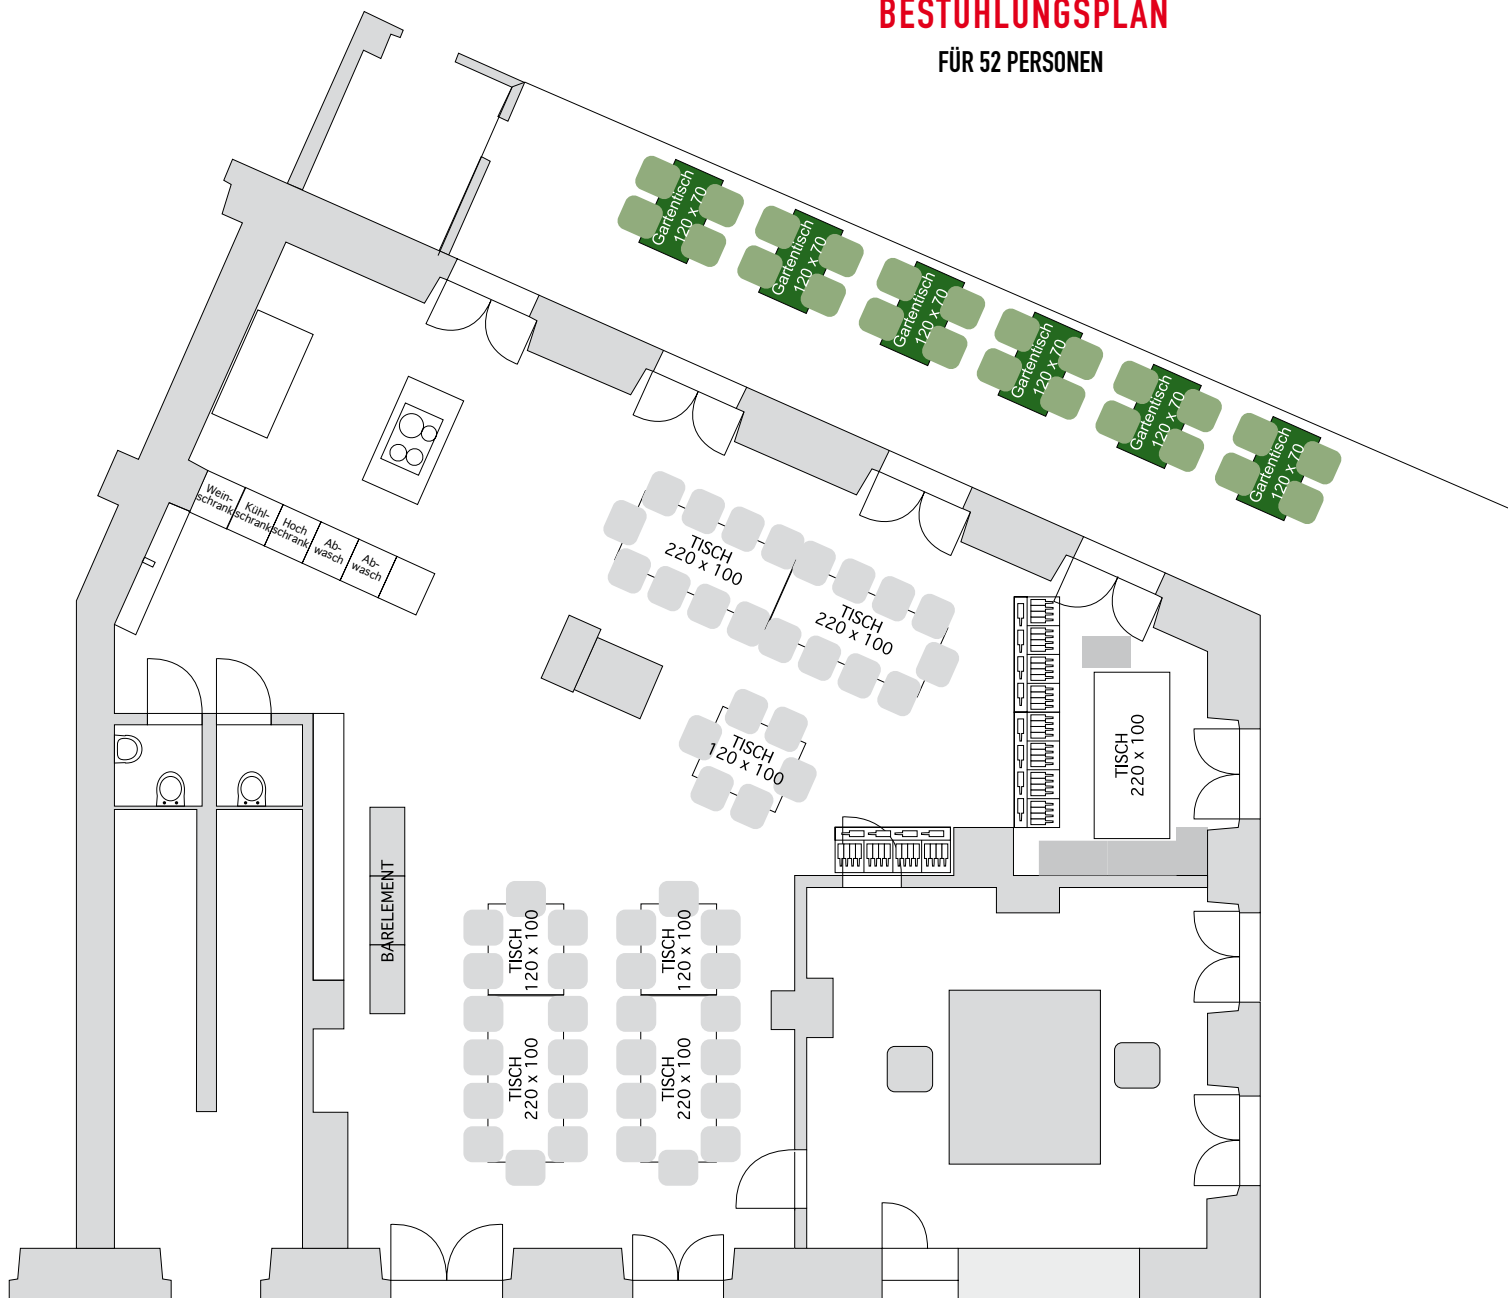 BESTUHLUNGSPLAN
FÜR 52 PERSONEN
Gartentisch
120 x 70
Gartentisch
120 x 70
Gartentisch
120 x 70
Gartentisch
120 x 70
Gartentisch
120 x 70
Gartentisch
120 x 70
Wein-
schrank
Kühl-
schrank
Hoch
schrank
Ab-
wasch
Ab-
wasch
TISCH
220 x 100
TISCH
220 x 100
TISCH
120 x 100
TISCH
220 x 100
BARELEMENT
TISCH
120 x 100
TISCH
120 x 100
TISCH
220 x 100
TISCH
220 x 100